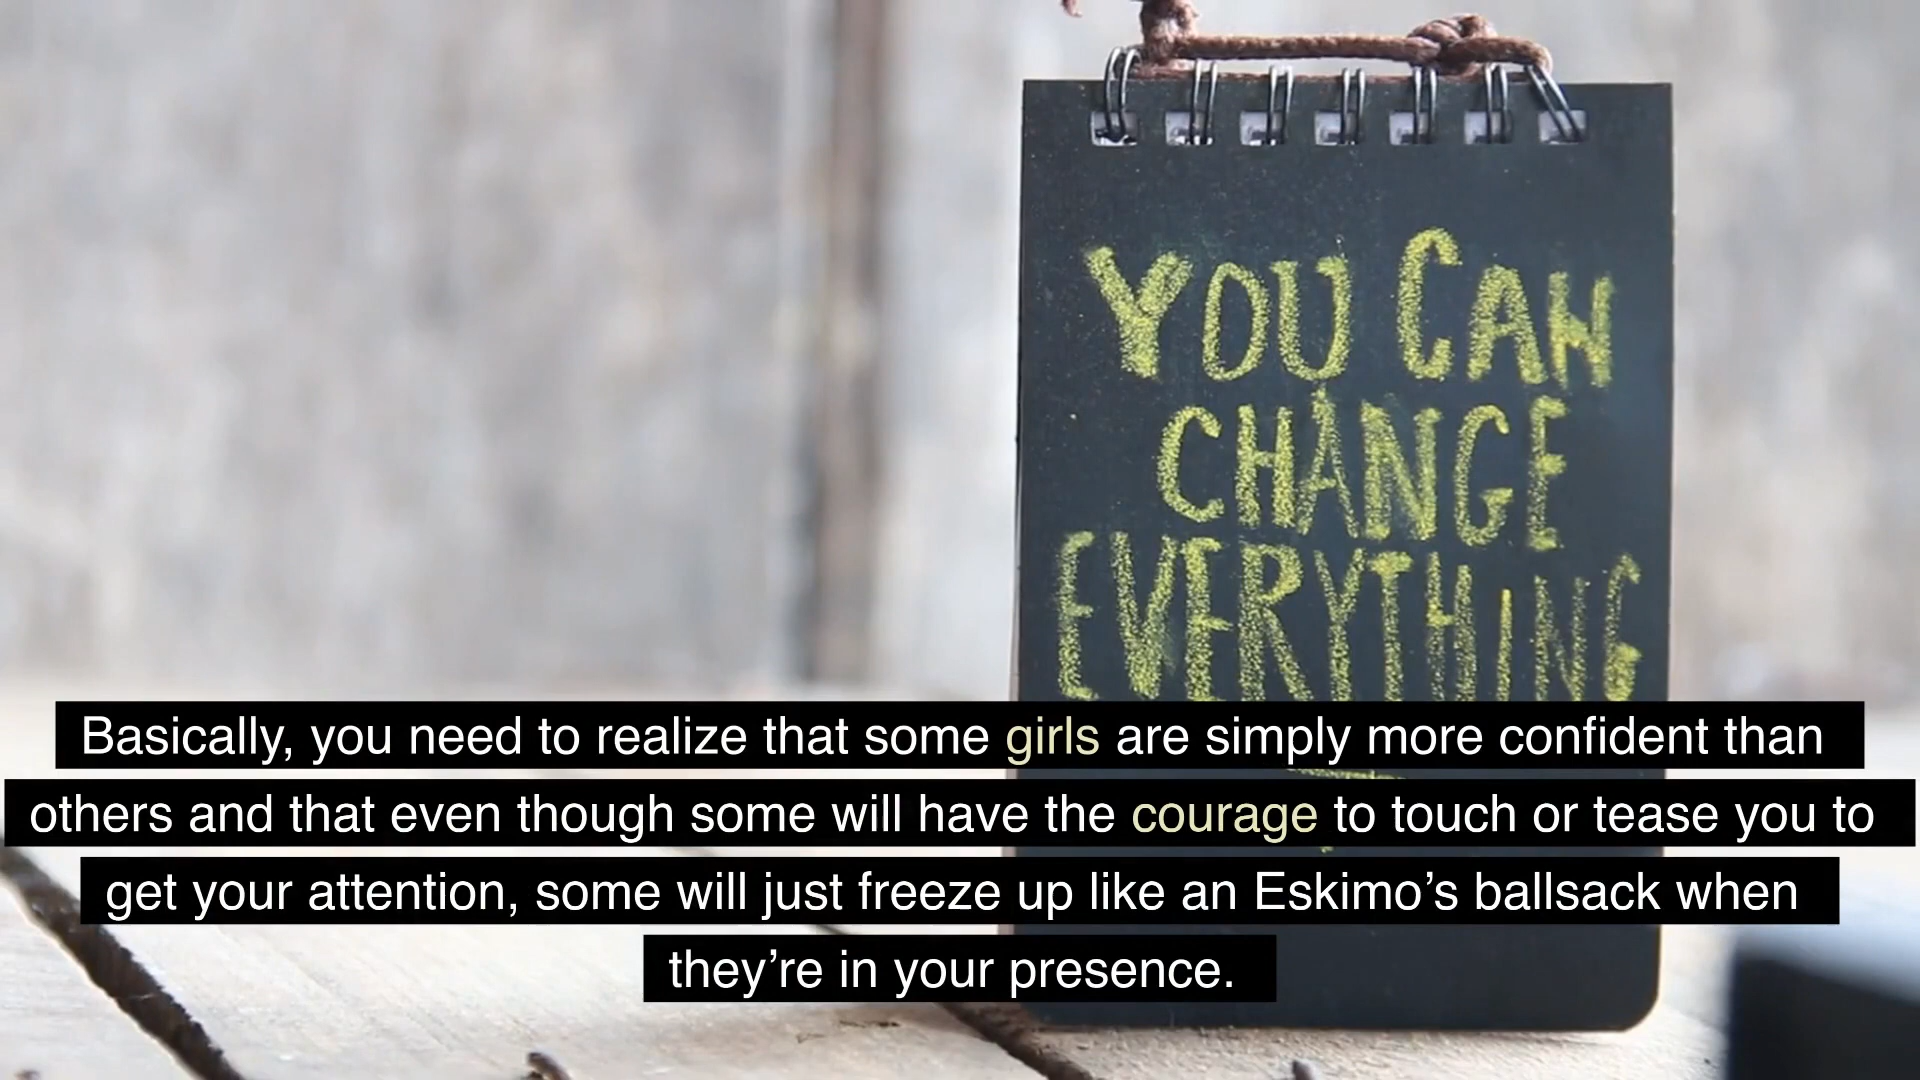 YOU CAN
CHANGE
EVERYTHING
Basically, you need to realize that some girls are simply more confident than
others and that even though some will have the courage to touch or tease you to
get your attention, some will just freeze up like an Eskimo’s ballsack when
they’re in your presence.